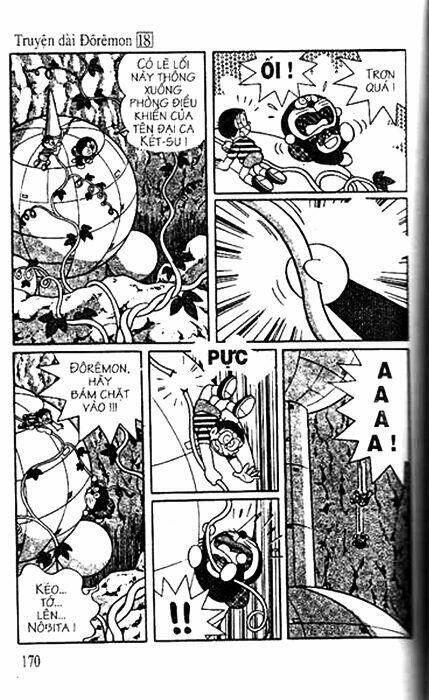 Truyện dài Đôrêmon 18
CÓ LẼ LỐI
NÀY THÔNG
XUỐNG
PHÒNG ĐIỀU
KHIỂN CỦA
TÊN ĐẠI CA
KÉT-SU !
ỐI !
TRƠN
QUÁ !
ĐÔRÊMON,
HÃY
BÁM CHẶT
VÀO !!!
KÉO...
TỚ...
LÊN...
NÔBITA !
PỰC
!!
A
A
Â
A !
170